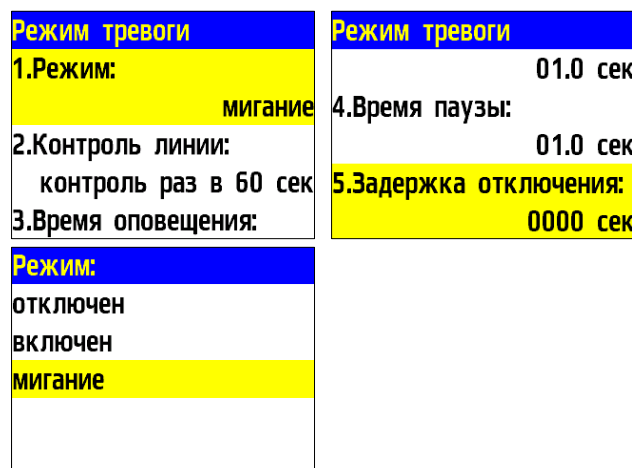 Режим тревоги
1.Режим:
мигание
2.Контроль линии:
контроль раз в 60 сек
3.Время оповещения:
Режим тревоги
01.0 сек
4.Время паузы:
01.0 сек
5.Задержка отключения:
0000 сек
Режим:
отключен
включен
мигание